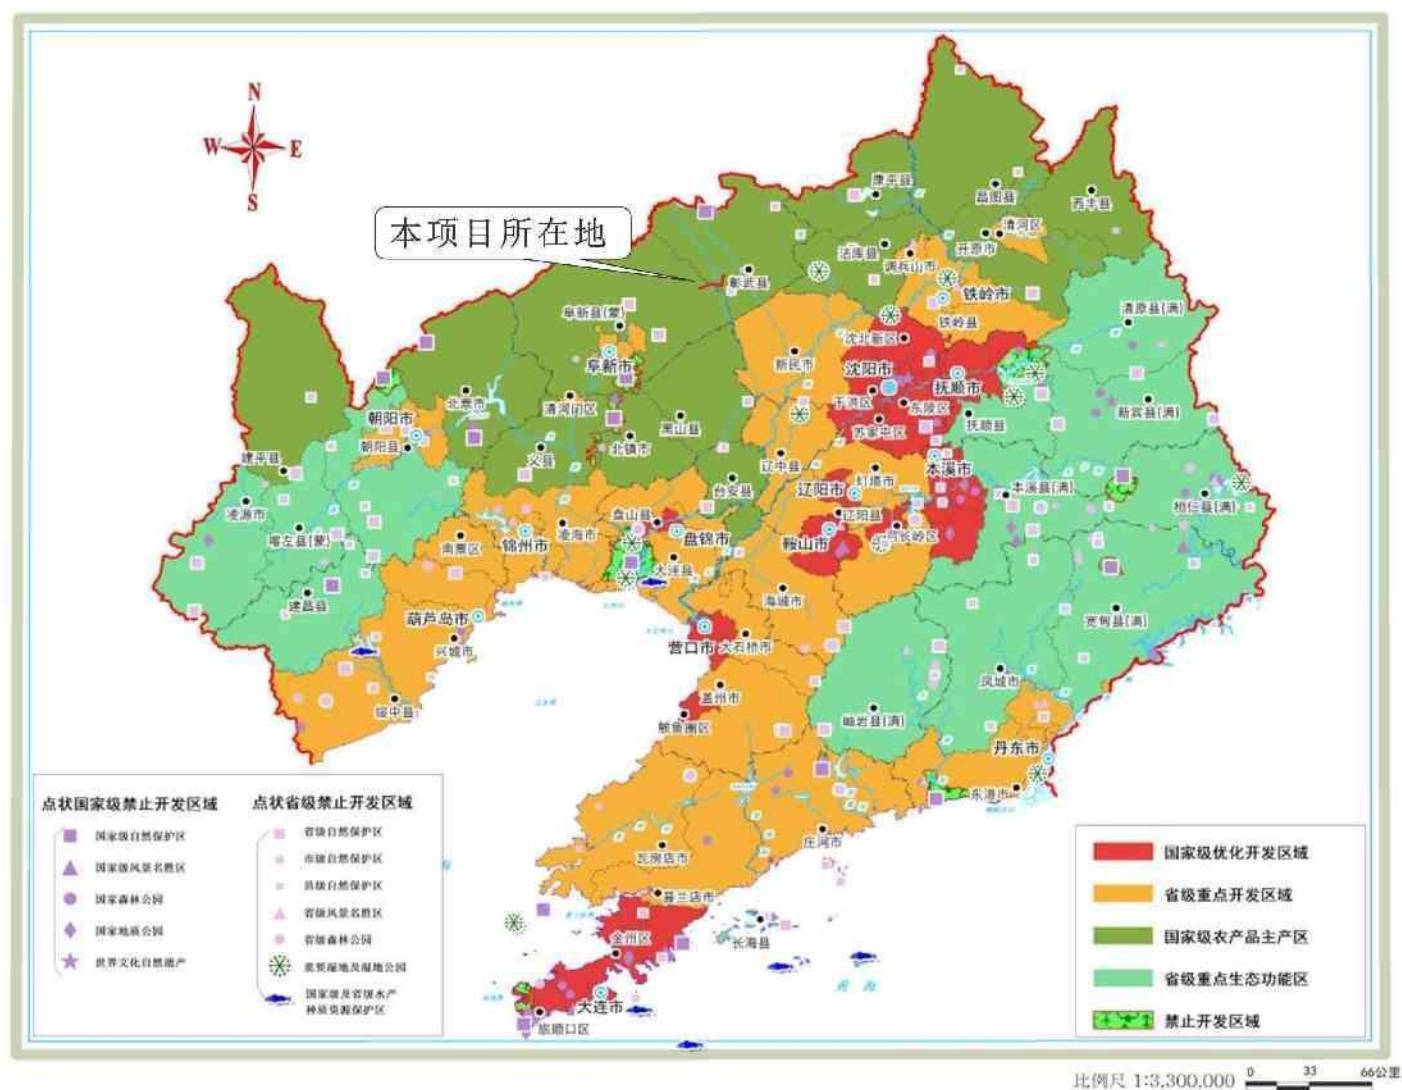 N
W
E
S
本项目所在地
康平县
昌图县
西丰县
清河区
开原市
法库县
调兵山市
彰武县
铁岭市
铁岭县
清原县(满)
阜新县(蒙)
阜新市
沈北新区
新民市
沈阳市
抚顺市
于洪区
东陵区
苏家屯区
抚顺县
新宾县(满)
北票市
清河门区
朝阳市
朝阳县
黑山县
北镇市
义县
建平县
辽中县
本溪市
台安县
灯塔市
辽阳市
本溪县(满)
桓仁县(满)
凌源市
喀左县(蒙)
盘山县
辽阳县
弓长岭区
鞍山市
南票区
锦州市
凌海市
盘锦市
大洼县
建昌县
海城市
宽甸县(满)
葫芦岛市
兴城市
营口市
大石桥市
凤城市
绥中县
盖州市
鲅鱼圈区
岫岩县(满)
丹东市
东港市
庄河市
瓦房店市
普兰店市
金州区
长海县
黄 海
大连市
旅顺口区
点状国家级禁止开发区域
国家级自然保护区
国家级风景名胜区
国家森林公园
国家地质公园
世界文化自然遗产
点状省级禁止开发区域
省级自然保护区
市级自然保护区
县级自然保护区
省级风景名胜区
省级森林公园
重要湿地及湿地公园
国家级及省级水产
种质资源保护区
国家级优化开发区域
省级重点开发区域
国家级农产品主产区
省级重点生态功能区
禁止开发区域
比例尺 1:3,300,000
0 33 66公里